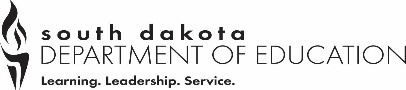 south dakota
DEPARTMENT OF EDUCATION
Learning. Leadership. Service.